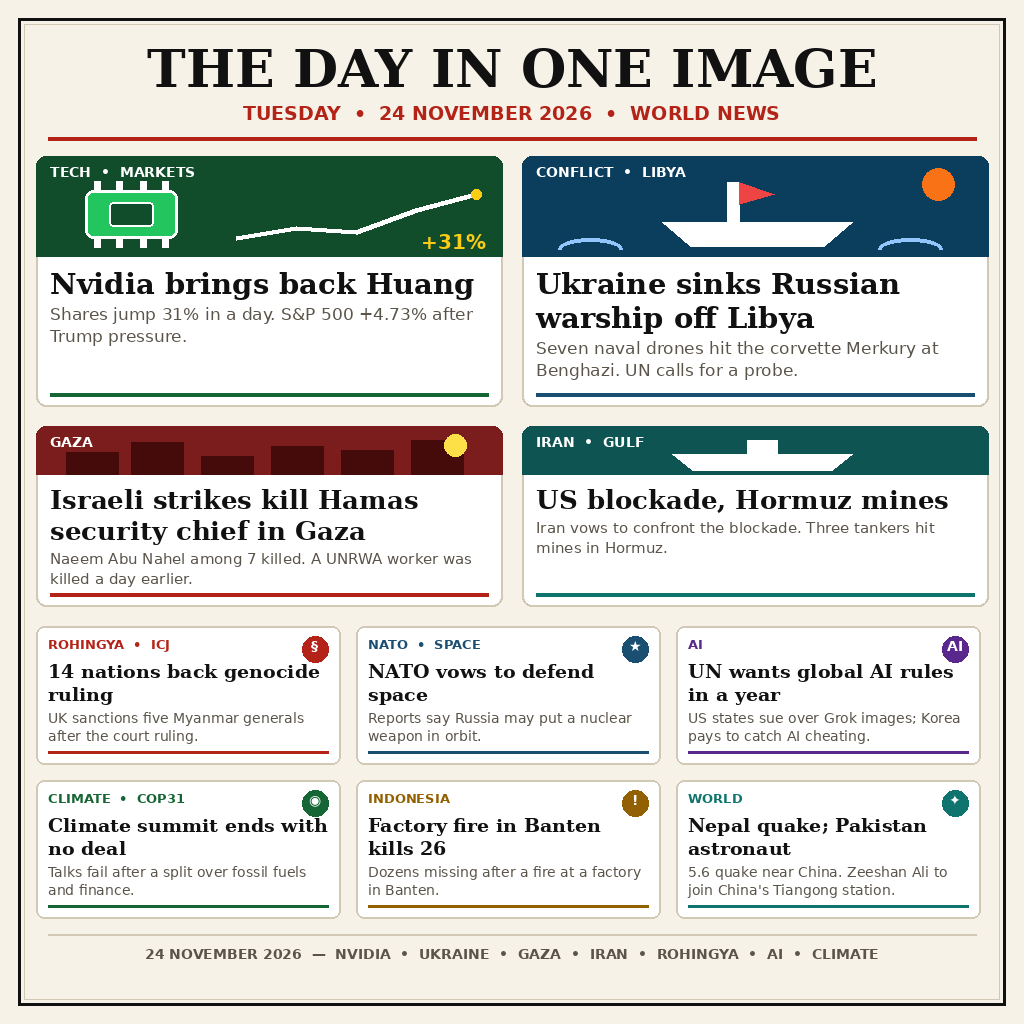 THE DAY IN ONE IMAGE
TUESDAY • 24 NOVEMBER 2026 • WORLD NEWS
TECH • MARKETS
+31%
Nvidia brings back Huang
Shares jump 31% in a day. S&P 500 +4.73% after
Trump pressure.
CONFLICT • LIBYA
Ukraine sinks Russian
warship off Libya
Seven naval drones hit the corvette Merkury at
Benghazi. UN calls for a probe.
GAZA
Israeli strikes kill Hamas
security chief in Gaza
Naeem Abu Nahel among 7 killed. A UNRWA worker was
killed a day earlier.
IRAN • GULF
US blockade, Hormuz mines
Iran vows to confront the blockade. Three tankers hit
mines in Hormuz.
ROHINGYA • ICJ
§
14 nations back genocide
ruling
UK sanctions five Myanmar generals
after the court ruling.
NATO • SPACE
★
NATO vows to defend
space
Reports say Russia may put a nuclear
weapon in orbit.
AI
AI
UN wants global AI rules
in a year
US states sue over Grok images; Korea
pays to catch AI cheating.
CLIMATE • COP31
◉
Climate summit ends with
no deal
Talks fail after a split over fossil fuels
and finance.
INDONESIA
!
Factory fire in Banten
kills 26
Dozens missing after a fire at a factory
in Banten.
WORLD
✦
Nepal quake; Pakistan
astronaut
5.6 quake near China. Zeeshan Ali to
join China's Tiangong station.
24 NOVEMBER 2026 — NVIDIA • UKRAINE • GAZA • IRAN • ROHINGYA • AI • CLIMATE